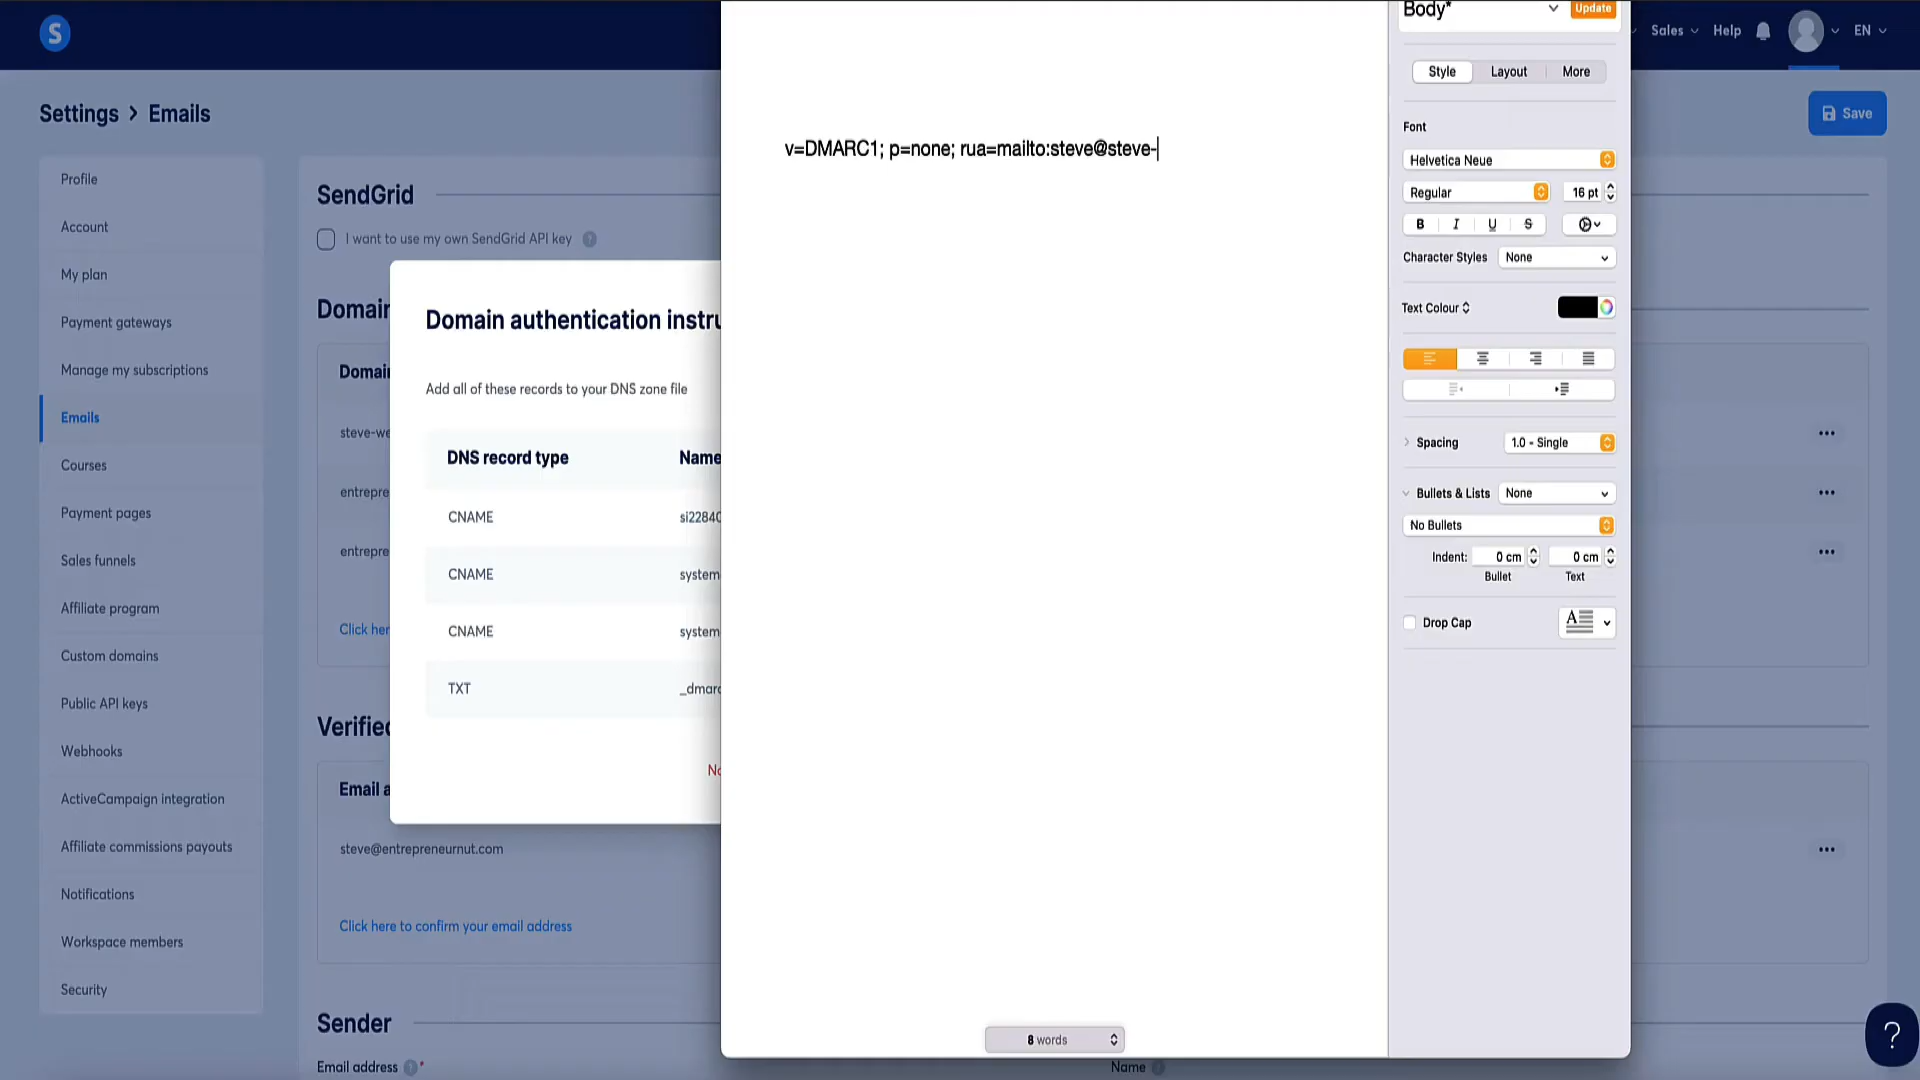 S
Body*
Update
Sales
Help
EN
Style
Layout
More
Settings > Emails
Save
v=DMARC1; p=none; rua=mailto:steve@steve-
Font
Helvetica Neue
Regular
16 pt
B I U S
Character Styles
None
Text Colour
Spacing
1.0 - Single
Bullets & Lists
None
No Bullets
Indent:
0 cm
0 cm
Bullet
Text
Drop Cap
A
Profile
Account
My plan
Payment gateways
Manage my subscriptions
Emails
Courses
Payment pages
Sales funnels
Affiliate program
Custom domains
Public API keys
Webhooks
ActiveCampaign integration
Affiliate commissions payouts
Notifications
Workspace members
Security
SendGrid
I want to use my own SendGrid API key ?
Domain authentication
Add all of these records to your DNS zone file
DNS record type
Name
CNAME
CNAME
system
CNAME
system
TXT
Email
steve@entrepreneurnut.com
Click here to confirm your email address
Sender
Email address *
Name
8 words
?